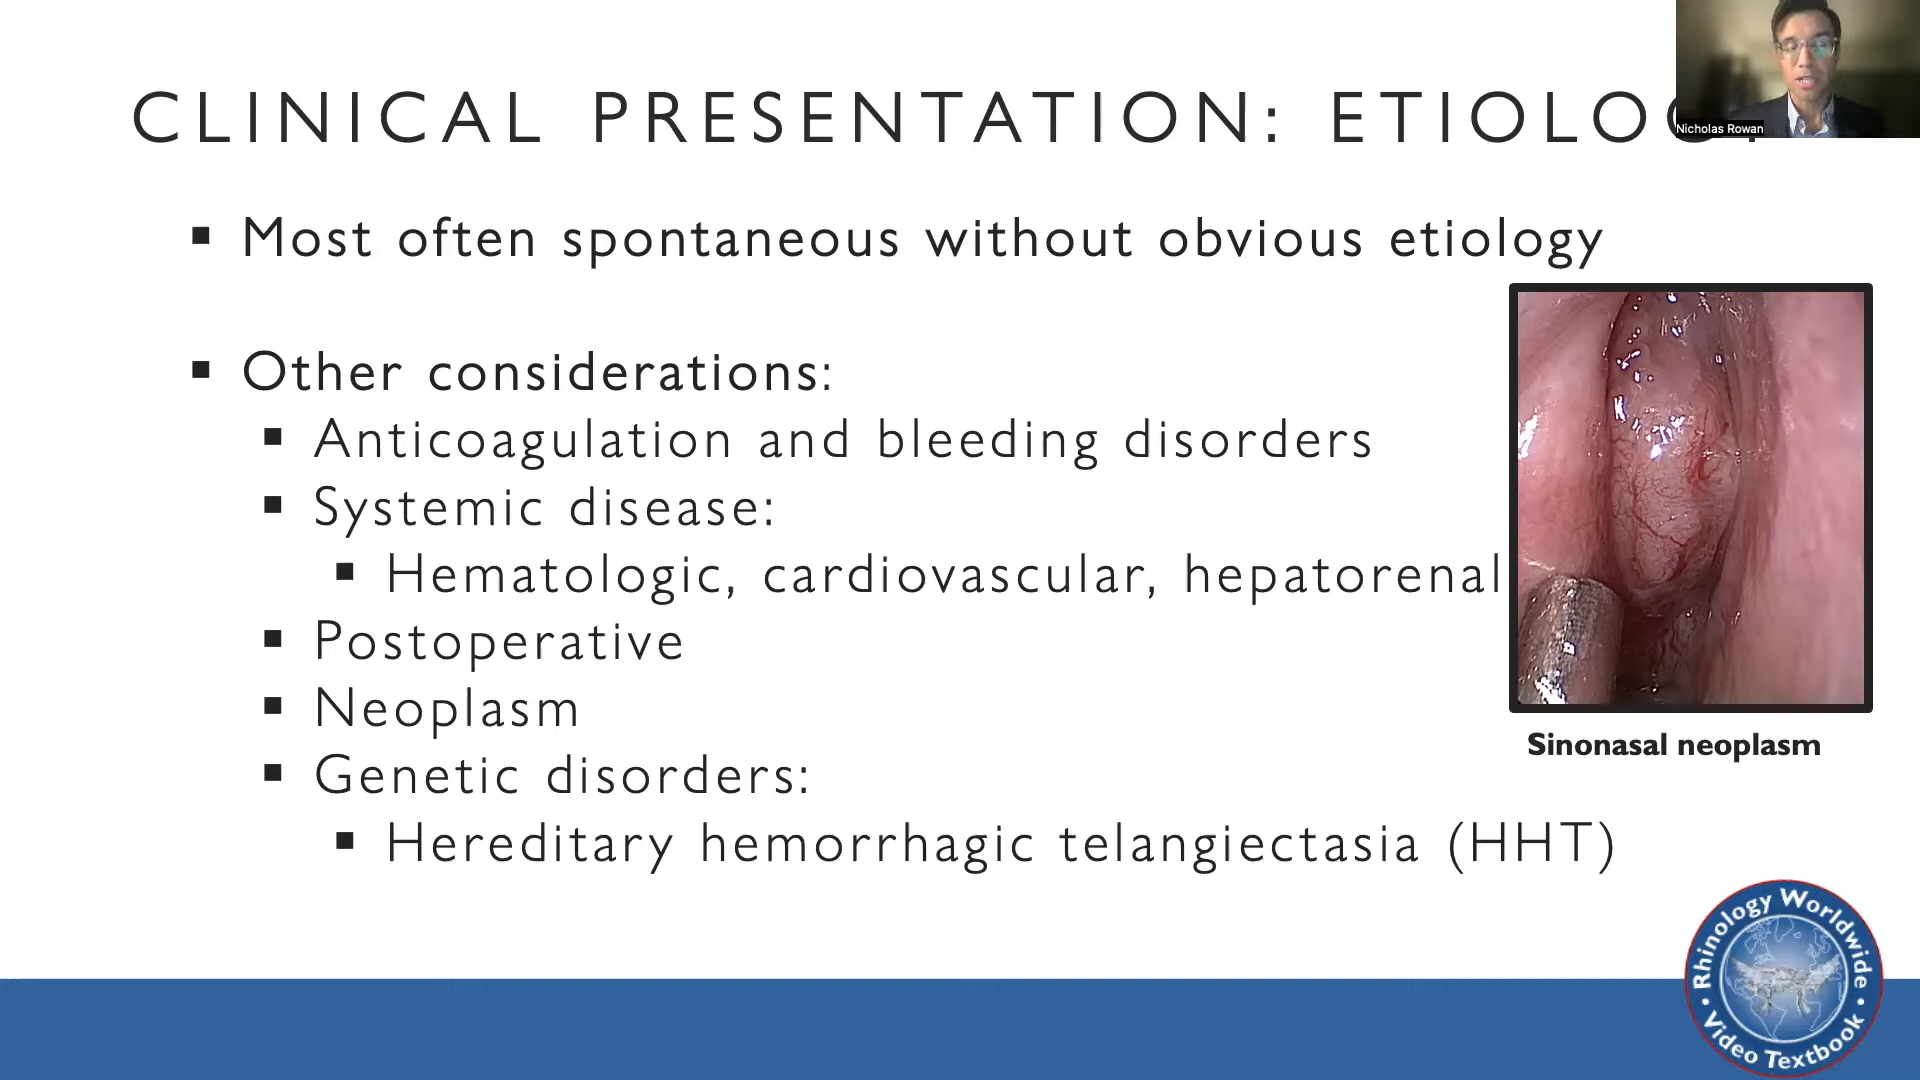 CLINICAL PRESENTATION: ETIOLOGY
Nicholas Rowan
▪ Most often spontaneous without obvious etiology
▪ Other considerations:
▪ Anticoagulation and bleeding disorders
▪ Systemic disease:
▪ Hematologic, cardiovascular, hepatorenal
▪ Postoperative
▪ Neoplasm
▪ Genetic disorders:
▪ Hereditary hemorrhagic telangiectasia (HHT)
Sinonasal neoplasm
Rhinology Worldwide
• Video Textbook •